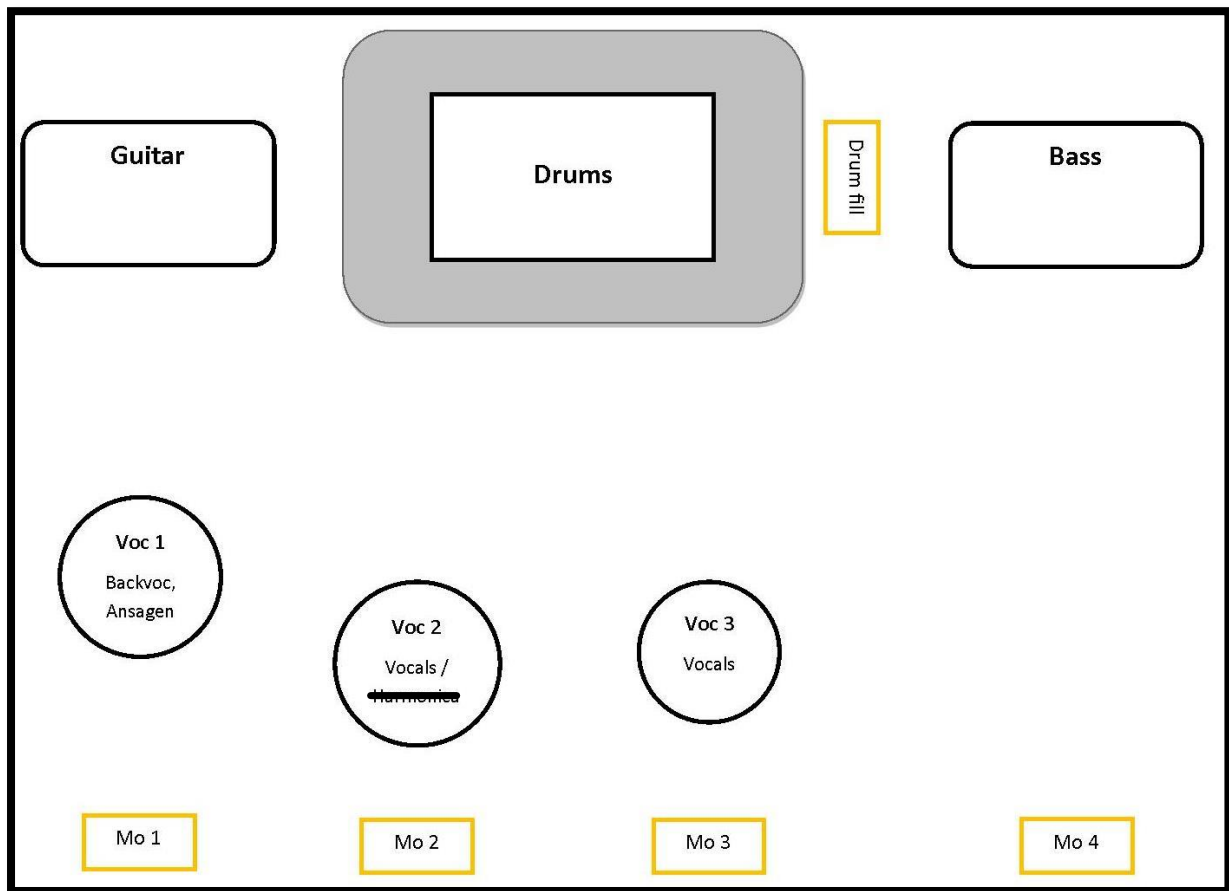 Guitar
Drums
Drum fill
Bass
Voc 1
Backvoc,
Ansagen
Voc 2
Vocals /
Harmonica
Voc 3
Vocals
Mo 1
Mo 2
Mo 3
Mo 4